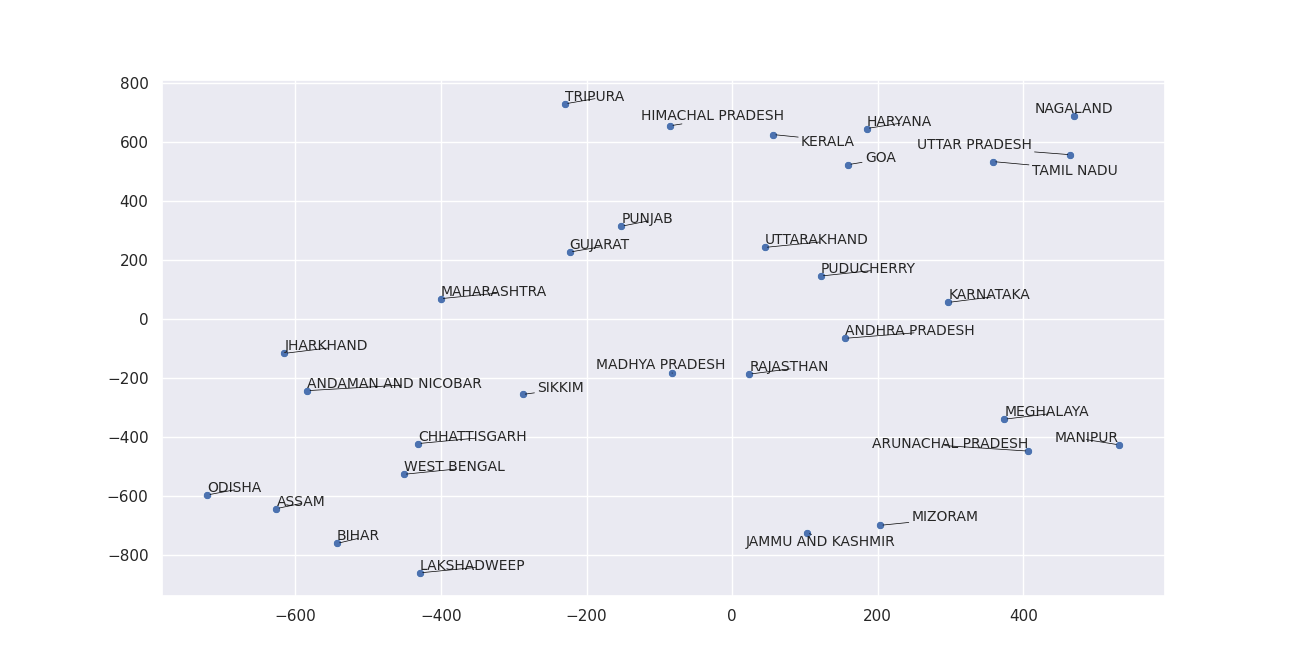 800
TRIPURA
NAGALAND
HIMACHAL PRADESH
HARYANA
600
KERALA
UTTAR PRADESH
GOA
TAMIL NADU
400
PUNJAB
GUJARAT
UTTARAKHAND
200
PUDUCHERRY
MAHARASHTRA
KARNATAKA
0
ANDHRA PRADESH
JHARKHAND
MADHYA PRADESH
RAJASTHAN
−200
ANDAMAN AND NICOBAR
SIKKIM
MEGHALAYA
−400
CHHATTISGARH
MANIPUR
ARUNACHAL PRADESH
WEST BENGAL
ODISHA
−600
ASSAM
MIZORAM
BIHAR
JAMMU AND KASHMIR
−800
LAKSHADWEEP
−600 −400 −200 0 200 400